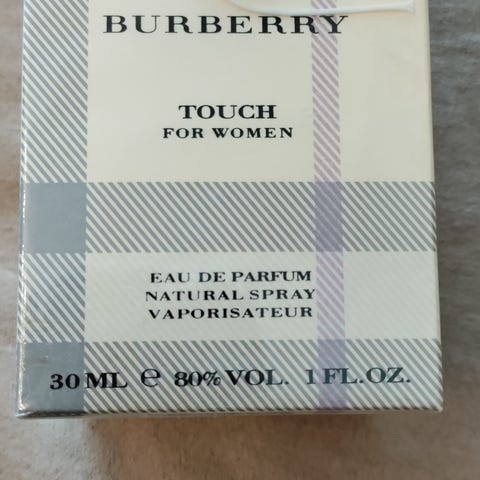 BURBERRY
TOUCH
FOR WOMEN
EAU DE PARFUM
NATURAL SPRAY
VAPORISATEUR
30 ML ℮ 80% VOL. 1 FL. OZ.